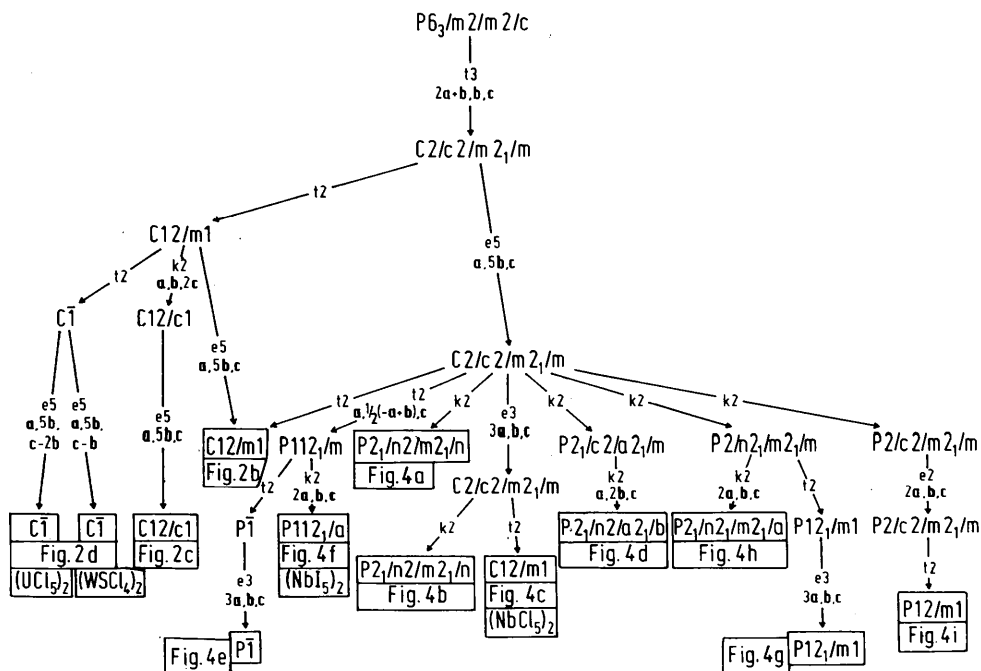 P6₃/m2/m2/c
t3
2a+b,b,c
C2/c2/m2₁/m
t2
C12/m1
e5
a,5b,c
t2
k2
a,b,2c
C1̄
C12/c1
e5
a,5b,c
C2/c2/m2₁/m
e5
a,5b,
c-2b
e5
a,5b,
c-b
e5
a,5b,c
t2
t2
a,½(-a+b),c
k2
e3
3a,b,c
k2
k2
k2
C12/m1
Fig.2b
P112₁/m
P2₁/n2/m2₁/n
Fig.4a
P2₁/c2/a2₁/m
P2/n2₁/m2₁/m
P2/c2/m2₁/m
t2
k2
2a,b,c
C2/c2/m2₁/m
k2
a,2b,c
k2
2a,b,c
t2
e2
2a,b,c
C1̄
C1̄
Fig.2d
(UCl₅)₂
(WSCl₄)₂
C12/c1
Fig.2c
P1̄
P112₁/a
Fig.4f
(NbI₅)₂
k2
t2
P2₁/n2/a2₁/b
Fig.4d
P2₁/n2₁/m2₁/a
Fig.4h
P12₁/m1
P2/c2/m2₁/m
e3
3a,b,c
P2₁/n2/m2₁/n
Fig.4b
C12/m1
Fig.4c
(NbCl₅)₂
e3
3a,b,c
t2
P12/m1
Fig.4i
Fig.4e
P1̄
Fig.4g
P12₁/m1